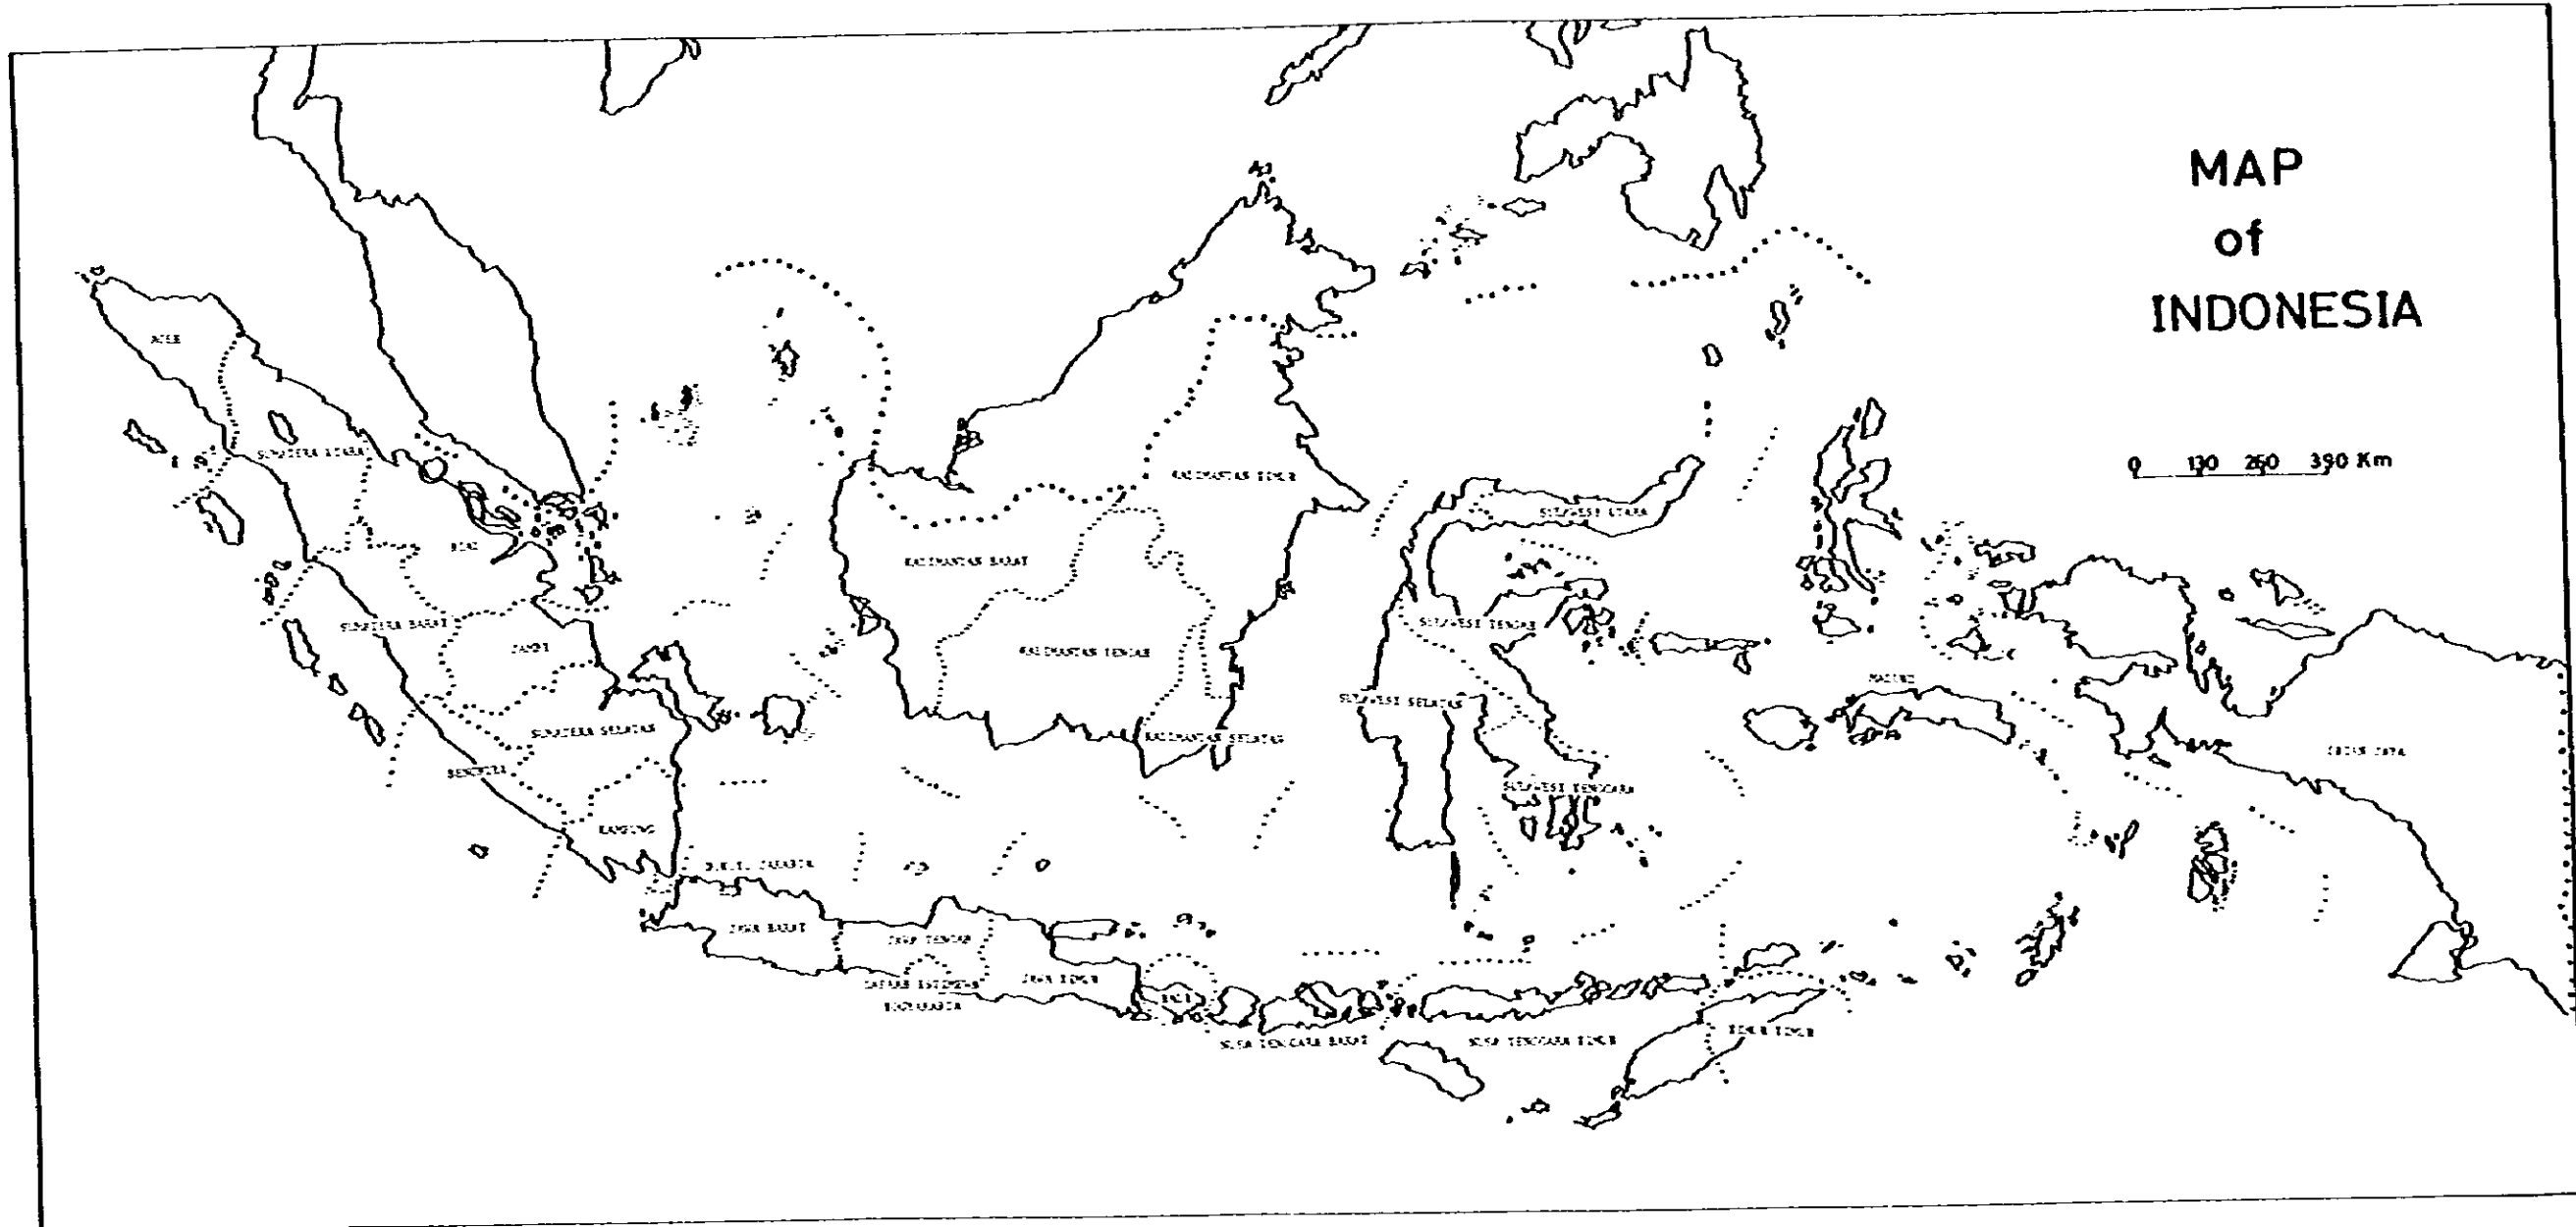 MAP
of
INDONESIA
0 130 260 390 Km
ACEH
SUMATERA UTARA
RIAU
SUMATERA BARAT
JAMBI
SUMATERA SELATAN
BENGKULU
LAMPUNG
D.K.I. JAKARTA
JAWA BARAT
JAWA TENGAH
DAERAH ISTIMEWA
YOGYAKARTA
JAWA TIMUR
BALI
NUSA TENGGARA BARAT
NUSA TENGGARA TIMUR
TIMOR TIMUR
KALIMANTAN BARAT
KALIMANTAN TIMUR
KALIMANTAN TENGAH
KALIMANTAN SELATAN
SULAWESI UTARA
SULAWESI TENGAH
SULAWESI SELATAN
SULAWESI TENGGARA
MALUKU
IRIAN JAYA